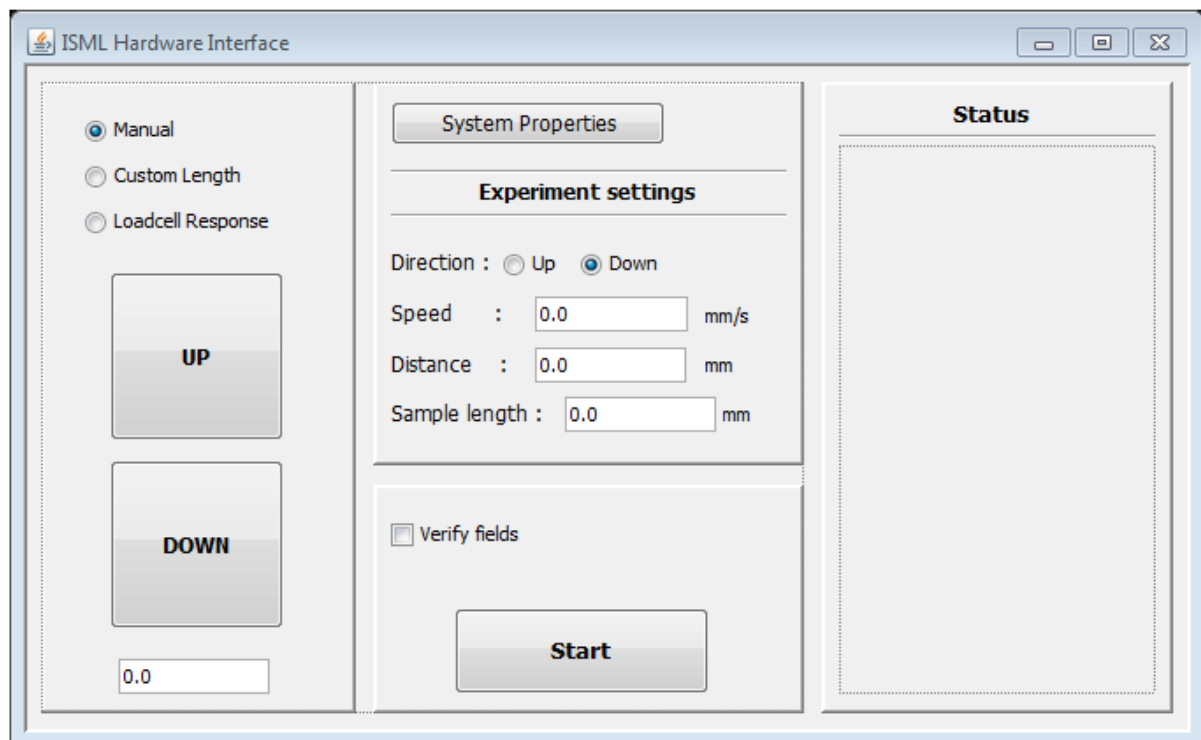 ISML Hardware Interface
Manual
Custom Length
Loadcell Response
UP
DOWN
0.0
System Properties
Experiment settings
Direction : Up Down
Speed : 0.0 mm/s
Distance : 0.0 mm
Sample length : 0.0 mm
Verify fields
Start
Status